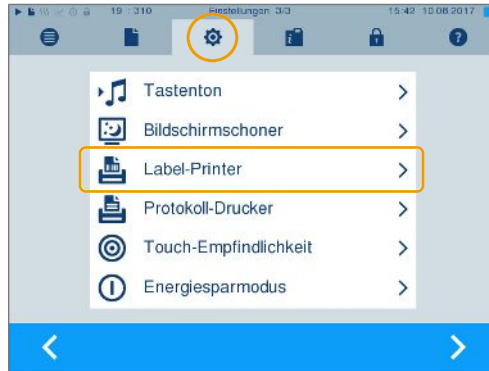 19 : 310 Einstellungen 3/3 15:42 10.08.2017
Tastenton
Bildschirmschoner
Label-Printer
Protokoll-Drucker
Touch-Empfindlichkeit
Energiesparmodus